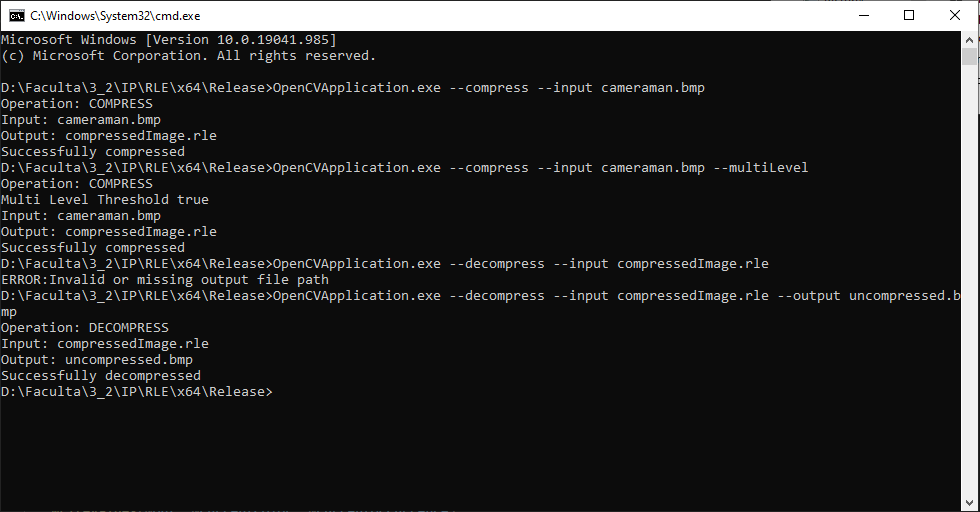 C:\Windows\System32\cmd.exe
Microsoft Windows [Version 10.0.19041.985]
(c) Microsoft Corporation. All rights reserved.
D:\Faculta\3_2\IP\RLE\x64\Release>OpenCVApplication.exe --compress --input cameraman.bmp
Operation: COMPRESS
Input: cameraman.bmp
Output: compressedImage.rle
Successfully compressed
D:\Faculta\3_2\IP\RLE\x64\Release>OpenCVApplication.exe --compress --input cameraman.bmp --multiLevel
Operation: COMPRESS
Multi Level Threshold true
Input: cameraman.bmp
Output: compressedImage.rle
Successfully compressed
D:\Faculta\3_2\IP\RLE\x64\Release>OpenCVApplication.exe --decompress --input compressedImage.rle
ERROR:Invalid or missing output file path
D:\Faculta\3_2\IP\RLE\x64\Release>OpenCVApplication.exe --decompress --input compressedImage.rle --output uncompressed.b
mp
Operation: DECOMPRESS
Input: compressedImage.rle
Output: uncompressed.bmp
Successfully decompressed
D:\Faculta\3_2\IP\RLE\x64\Release>